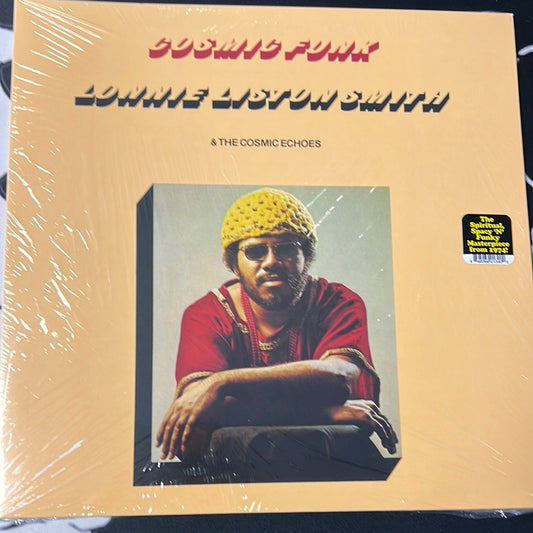 COSMIC FUNK
LONNIE LISTON SMITH
& THE COSMIC ECHOES
The
Spiritual,
Spacy 'N'
Funky
Masterpiece
from 1974!